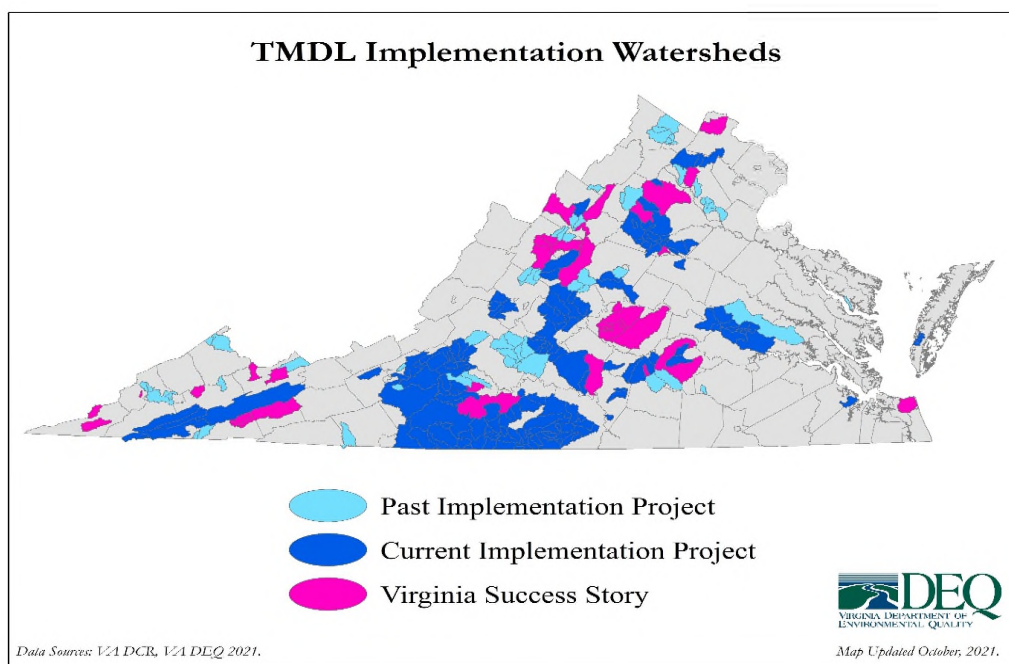 TMDL Implementation Watersheds
Past Implementation Project
Current Implementation Project
Virginia Success Story
DEQ
VIRGINIA DEPARTMENT OF
ENVIRONMENTAL QUALITY
Data Sources: VA DCR, VA DEQ 2021.
Map Updated October, 2021.